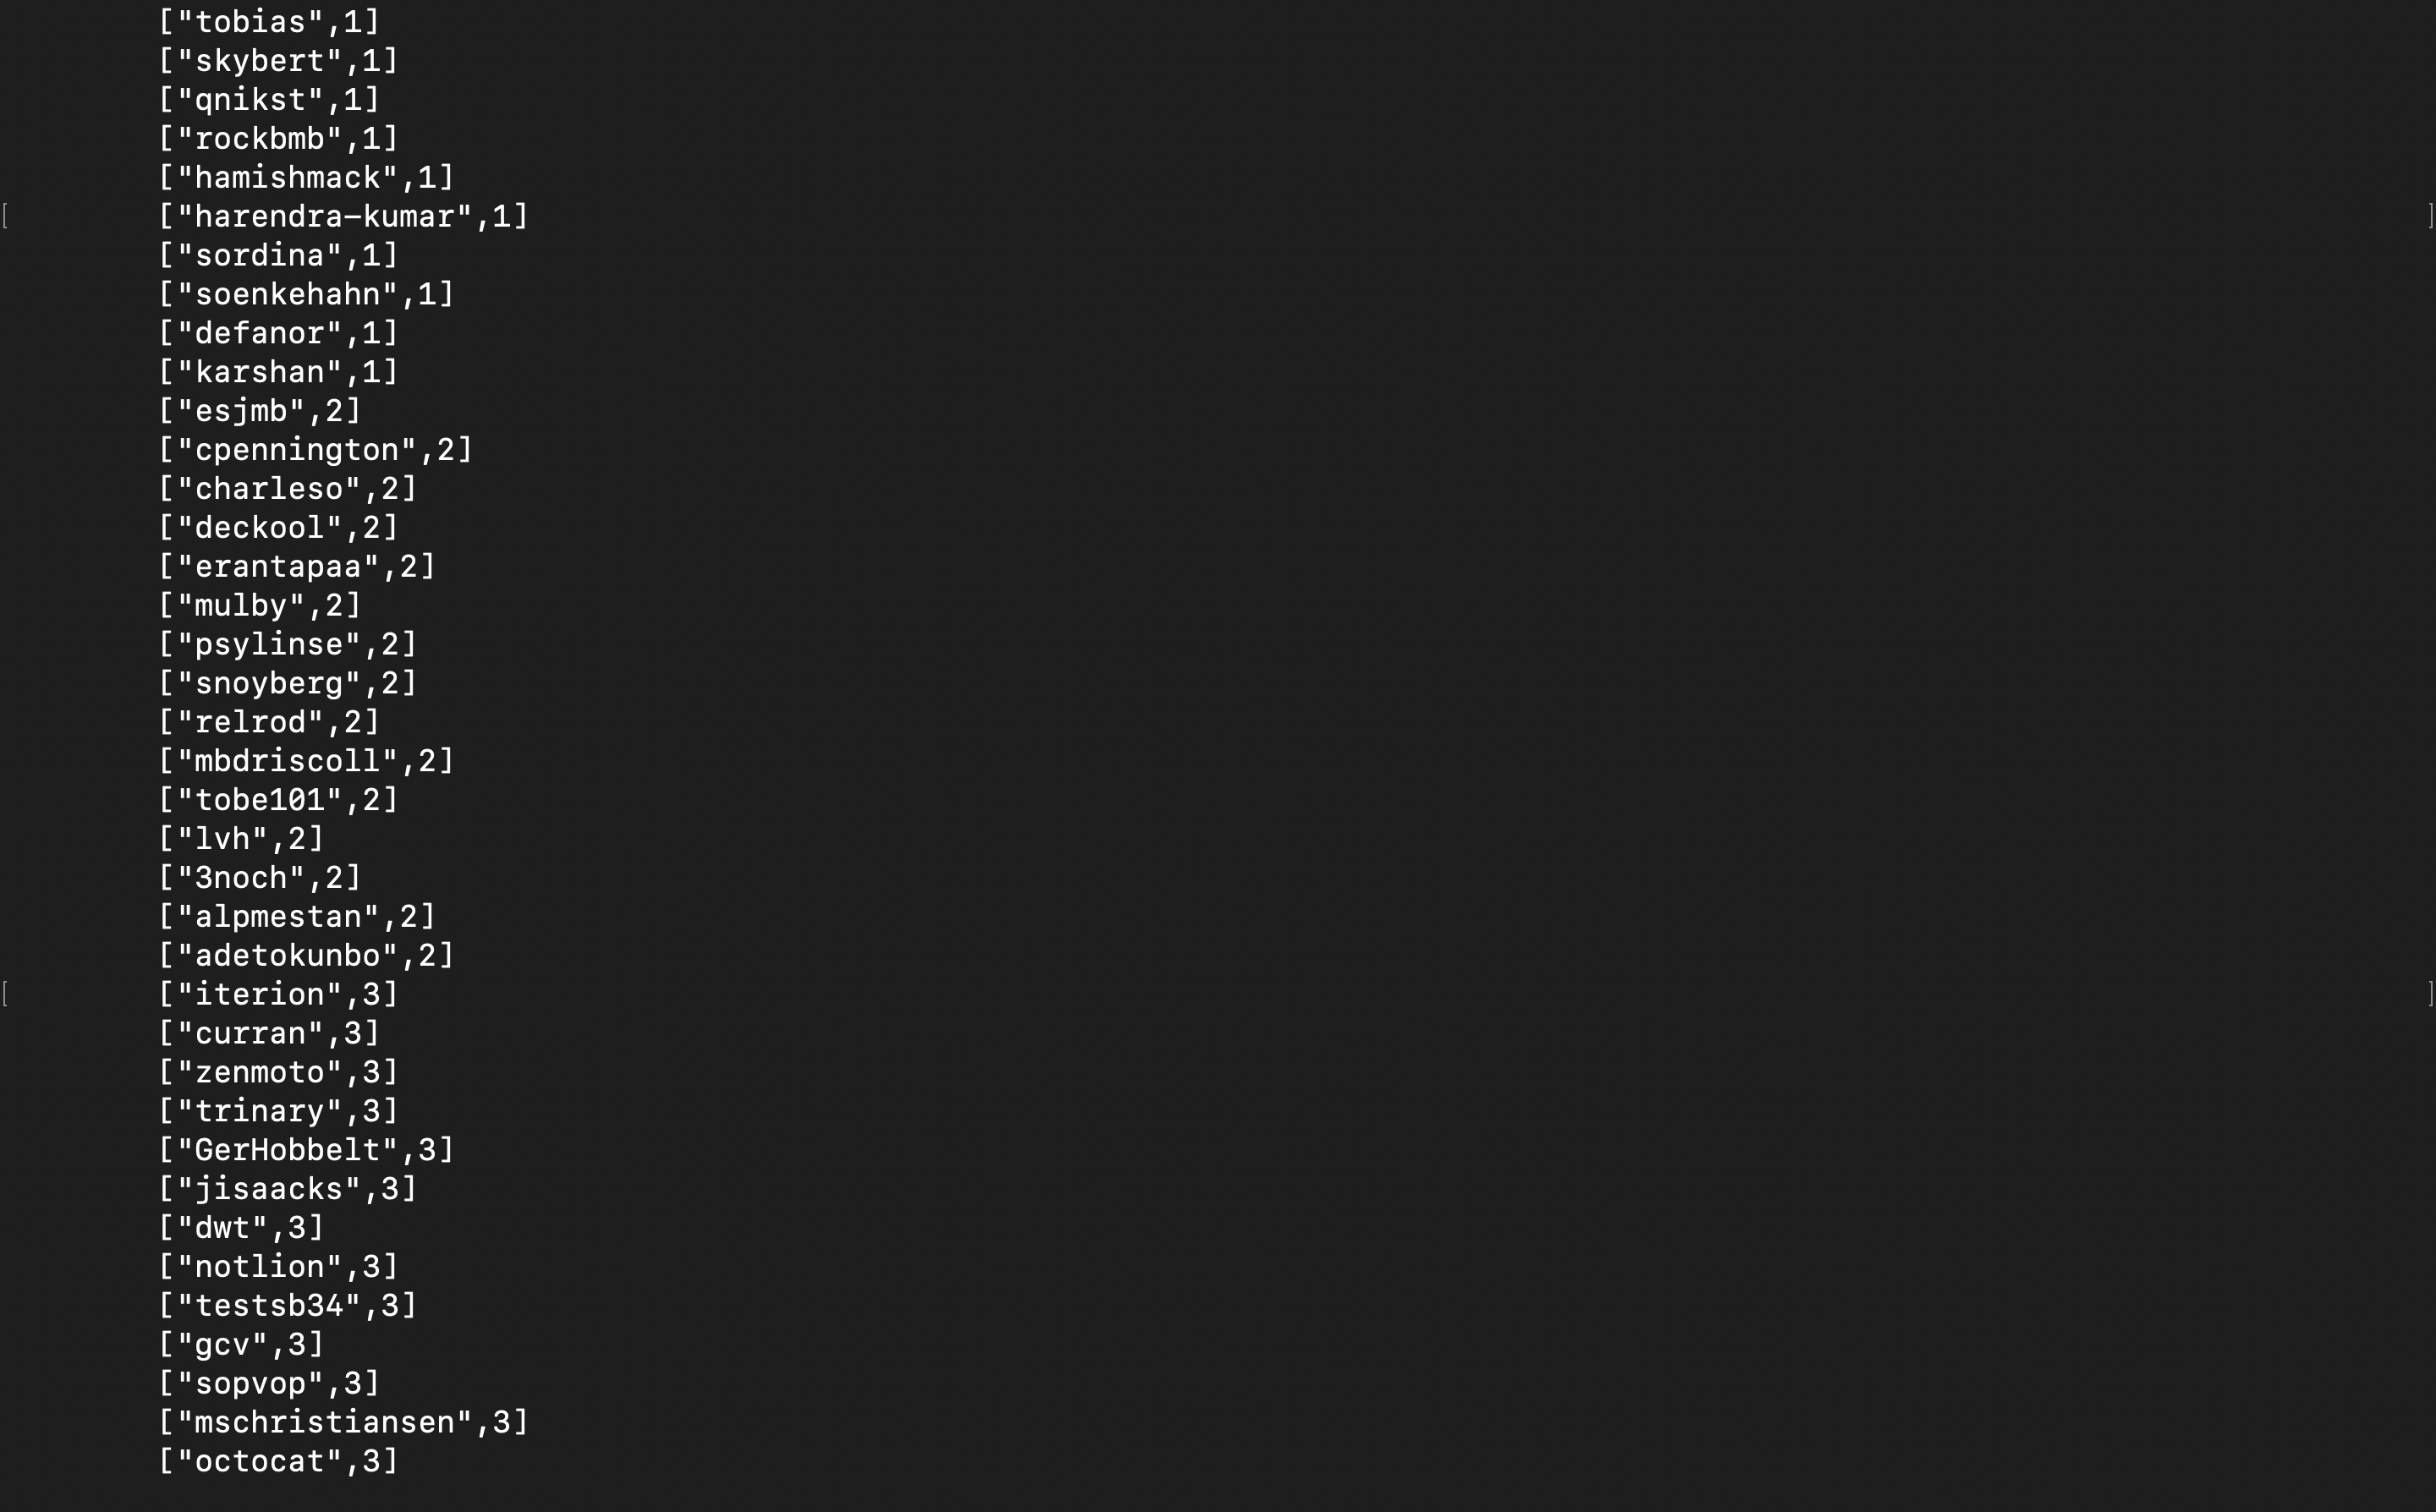 ["tobias",1]
["skybert",1]
["qnikst",1]
["rockbmb",1]
["hamishmack",1]
[ ["harendra-kumar",1] ]
["sordina",1]
["soenkehahn",1]
["defanor",1]
["karshan",1]
["esjmb",2]
["cpennington",2]
["charleso",2]
["deckool",2]
["erantapaa",2]
["mulby",2]
["psylinse",2]
["snoyberg",2]
["relrod",2]
["mbdriscoll",2]
["tobe101",2]
["lvh",2]
["3noch",2]
["alpmestan",2]
["adetokunbo",2]
[ ["iterion",3] ]
["curran",3]
["zenmoto",3]
["trinary",3]
["GerHobbelt",3]
["jisaacks",3]
["dwt",3]
["notlion",3]
["testsb34",3]
["gcv",3]
["sopvop",3]
["mschristiansen",3]
["octocat",3]